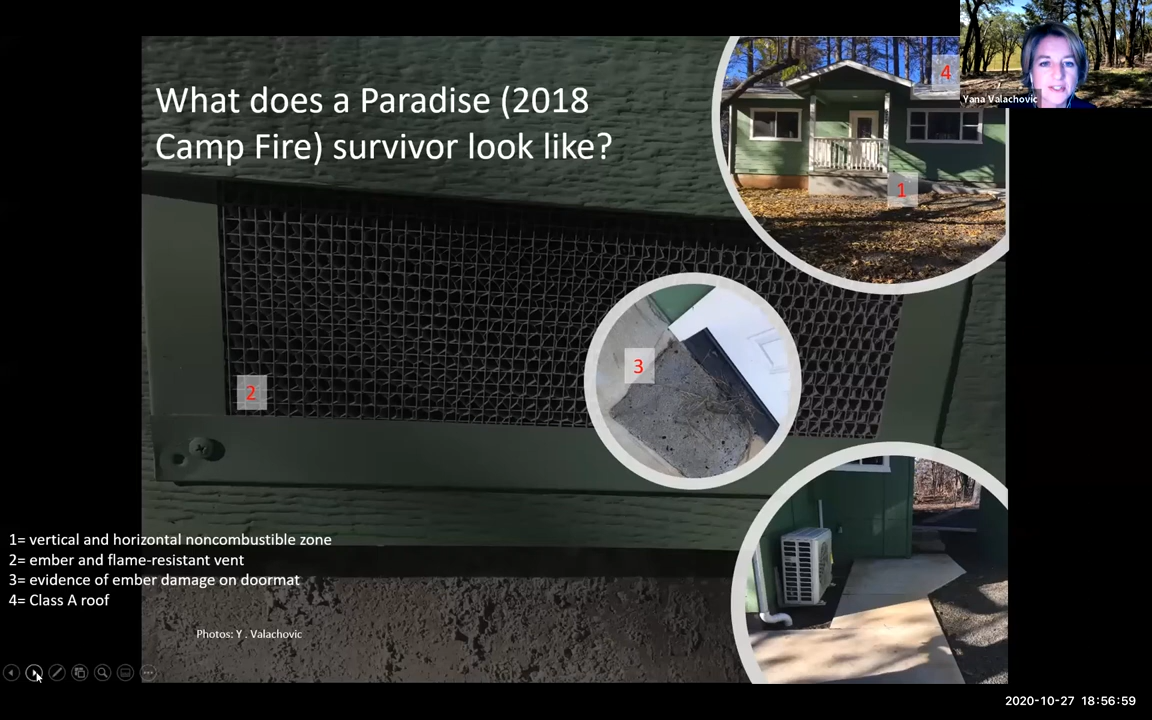 What does a Paradise (2018
Camp Fire) survivor look like?
4
Yana Valachovic
1
3
2
1= vertical and horizontal noncombustible zone
2= ember and flame-resistant vent
3= evidence of ember damage on doormat
4= Class A roof
Photos: Y . Valachovic
2020-10-27 18:56:59